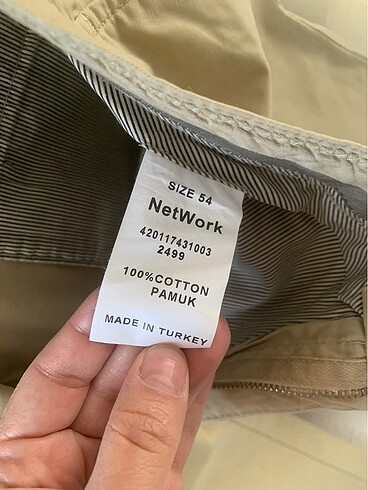 SIZE 54
NetWork
420117431003
2499
100%COTTON
PAMUK
MADE IN TURKEY